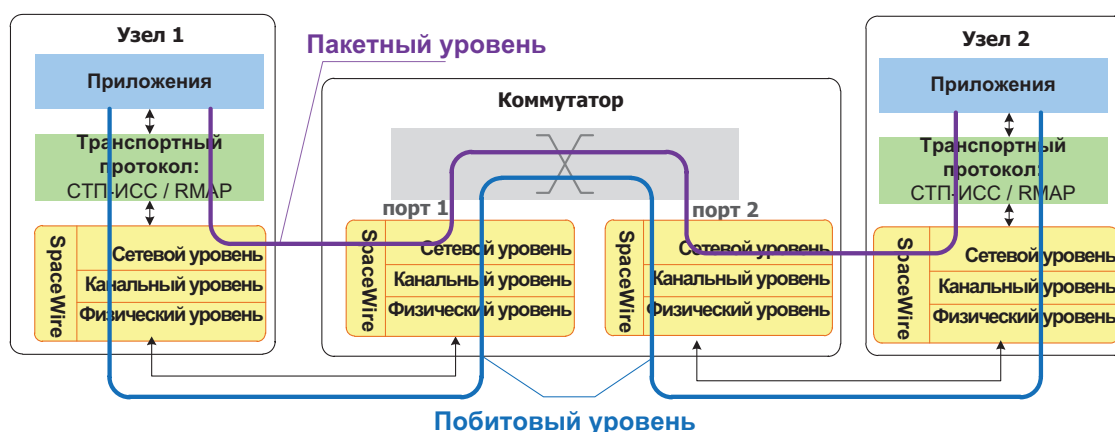 Узел 1
Приложения
Транспортный
протокол:
СТП-ИСС / RMAP
SpaceWire
Сетевой уровень
Канальный уровень
Физический уровень
Пакетный уровень
Коммутатор
порт 1
SpaceWire
Сетевой уровень
Канальный уровень
Физический уровень
порт 2
SpaceWire
Сетевой уровень
Канальный уровень
Физический уровень
Узел 2
Приложения
Транспортный
протокол:
СТП-ИСС / RMAP
SpaceWire
Сетевой уровень
Канальный уровень
Физический уровень
Побитовый уровень